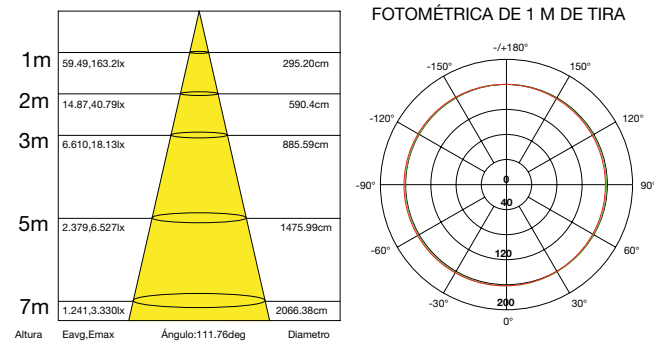 FOTOMÉTRICA DE 1 M DE TIRA
1m 59.49,163.2lx 295.20cm
2m 14.87,40.79lx 590.4cm
3m 6.610,18.13lx 885.59cm
5m 2.379,6.527lx 1475.99cm
7m 1.241,3.330lx 2066.38cm
Altura Eavg,Emax Ángulo:111.76deg Diametro
-/+180°
-150° 150°
-120° 120°
-90° 90°
-60° 60°
-30° 30°
0°
0
40
120
200